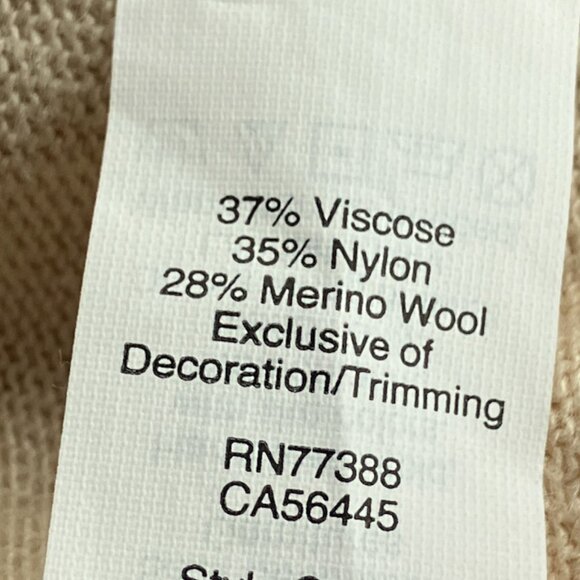 37% Viscose
35% Nylon
28% Merino Wool
Exclusive of
Decoration/Trimming
RN77388
CA56445